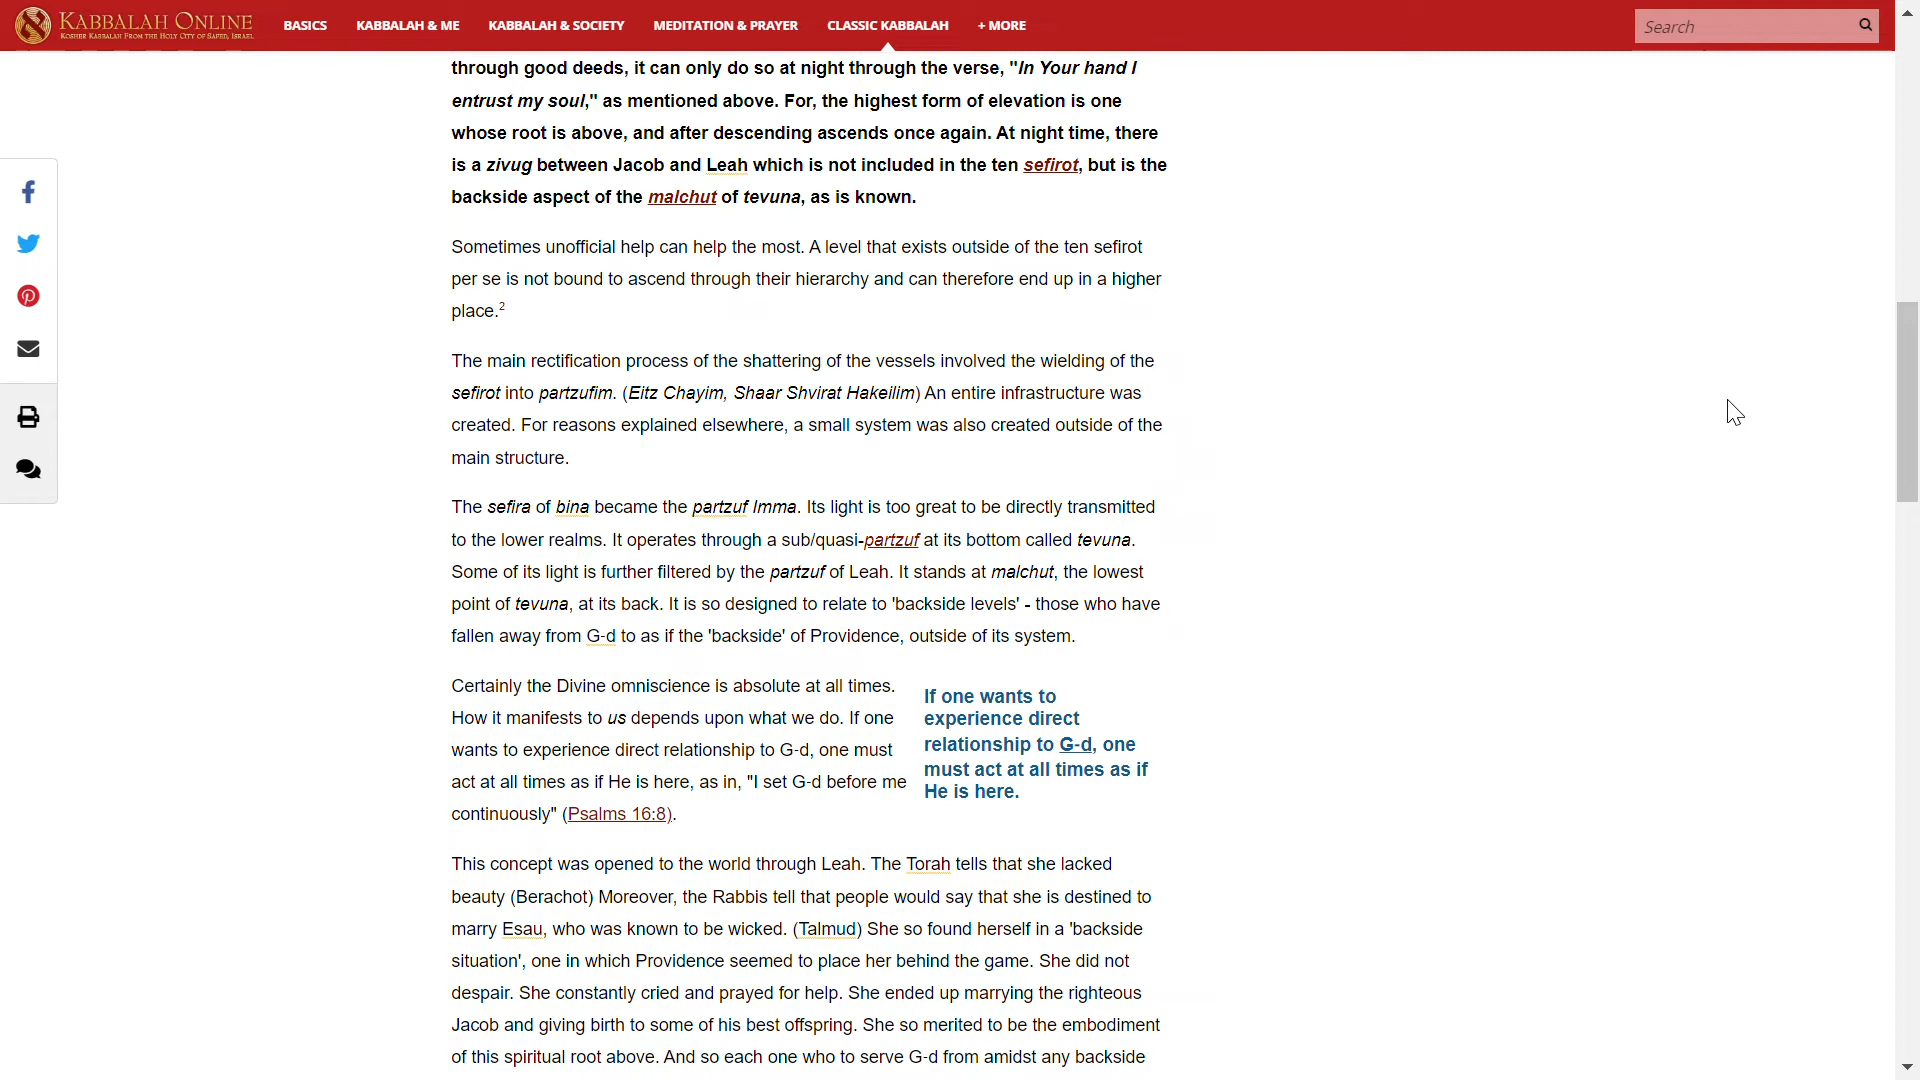 KABBALAH ONLINE
KOSHER KABBALAH FROM THE HOLY CITY OF SAFED, ISRAEL
BASICS
KABBALAH & ME
KABBALAH & SOCIETY
MEDITATION & PRAYER
CLASSIC KABBALAH
+ MORE
Search
through good deeds, it can only do so at night through the verse, "In Your hand I
entrust my soul," as mentioned above. For, the highest form of elevation is one
whose root is above, and after descending ascends once again. At night time, there
is a zivug between Jacob and Leah which is not included in the ten sefirot, but is the
backside aspect of the malchut of tevuna, as is known.
Sometimes unofficial help can help the most. A level that exists outside of the ten sefirot
per se is not bound to ascend through their hierarchy and can therefore end up in a higher
place.2
The main rectification process of the shattering of the vessels involved the wielding of the
sefirot into partzufim. (Eitz Chayim, Shaar Shvirat Hakeilim) An entire infrastructure was
created. For reasons explained elsewhere, a small system was also created outside of the
main structure.
The sefira of bina became the partzuf Imma. Its light is too great to be directly transmitted
to the lower realms. It operates through a sub/quasi-partzuf at its bottom called tevuna.
Some of its light is further filtered by the partzuf of Leah. It stands at malchut, the lowest
point of tevuna, at its back. It is so designed to relate to 'backside levels' - those who have
fallen away from G-d to as if the 'backside' of Providence, outside of its system.
Certainly the Divine omniscience is absolute at all times.
How it manifests to us depends upon what we do. If one
wants to experience direct relationship to G-d, one must
act at all times as if He is here, as in, "I set G-d before me
continuously" (Psalms 16:8).
If one wants to
experience direct
relationship to G-d, one
must act at all times as if
He is here.
This concept was opened to the world through Leah. The Torah tells that she lacked
beauty (Berachot) Moreover, the Rabbis tell that people would say that she is destined to
marry Esau, who was known to be wicked. (Talmud) She so found herself in a 'backside
situation', one in which Providence seemed to place her behind the game. She did not
despair. She constantly cried and prayed for help. She ended up marrying the righteous
Jacob and giving birth to some of his best offspring. She so merited to be the embodiment
of this spiritual root above. And so each one who to serve G-d from amidst any backside